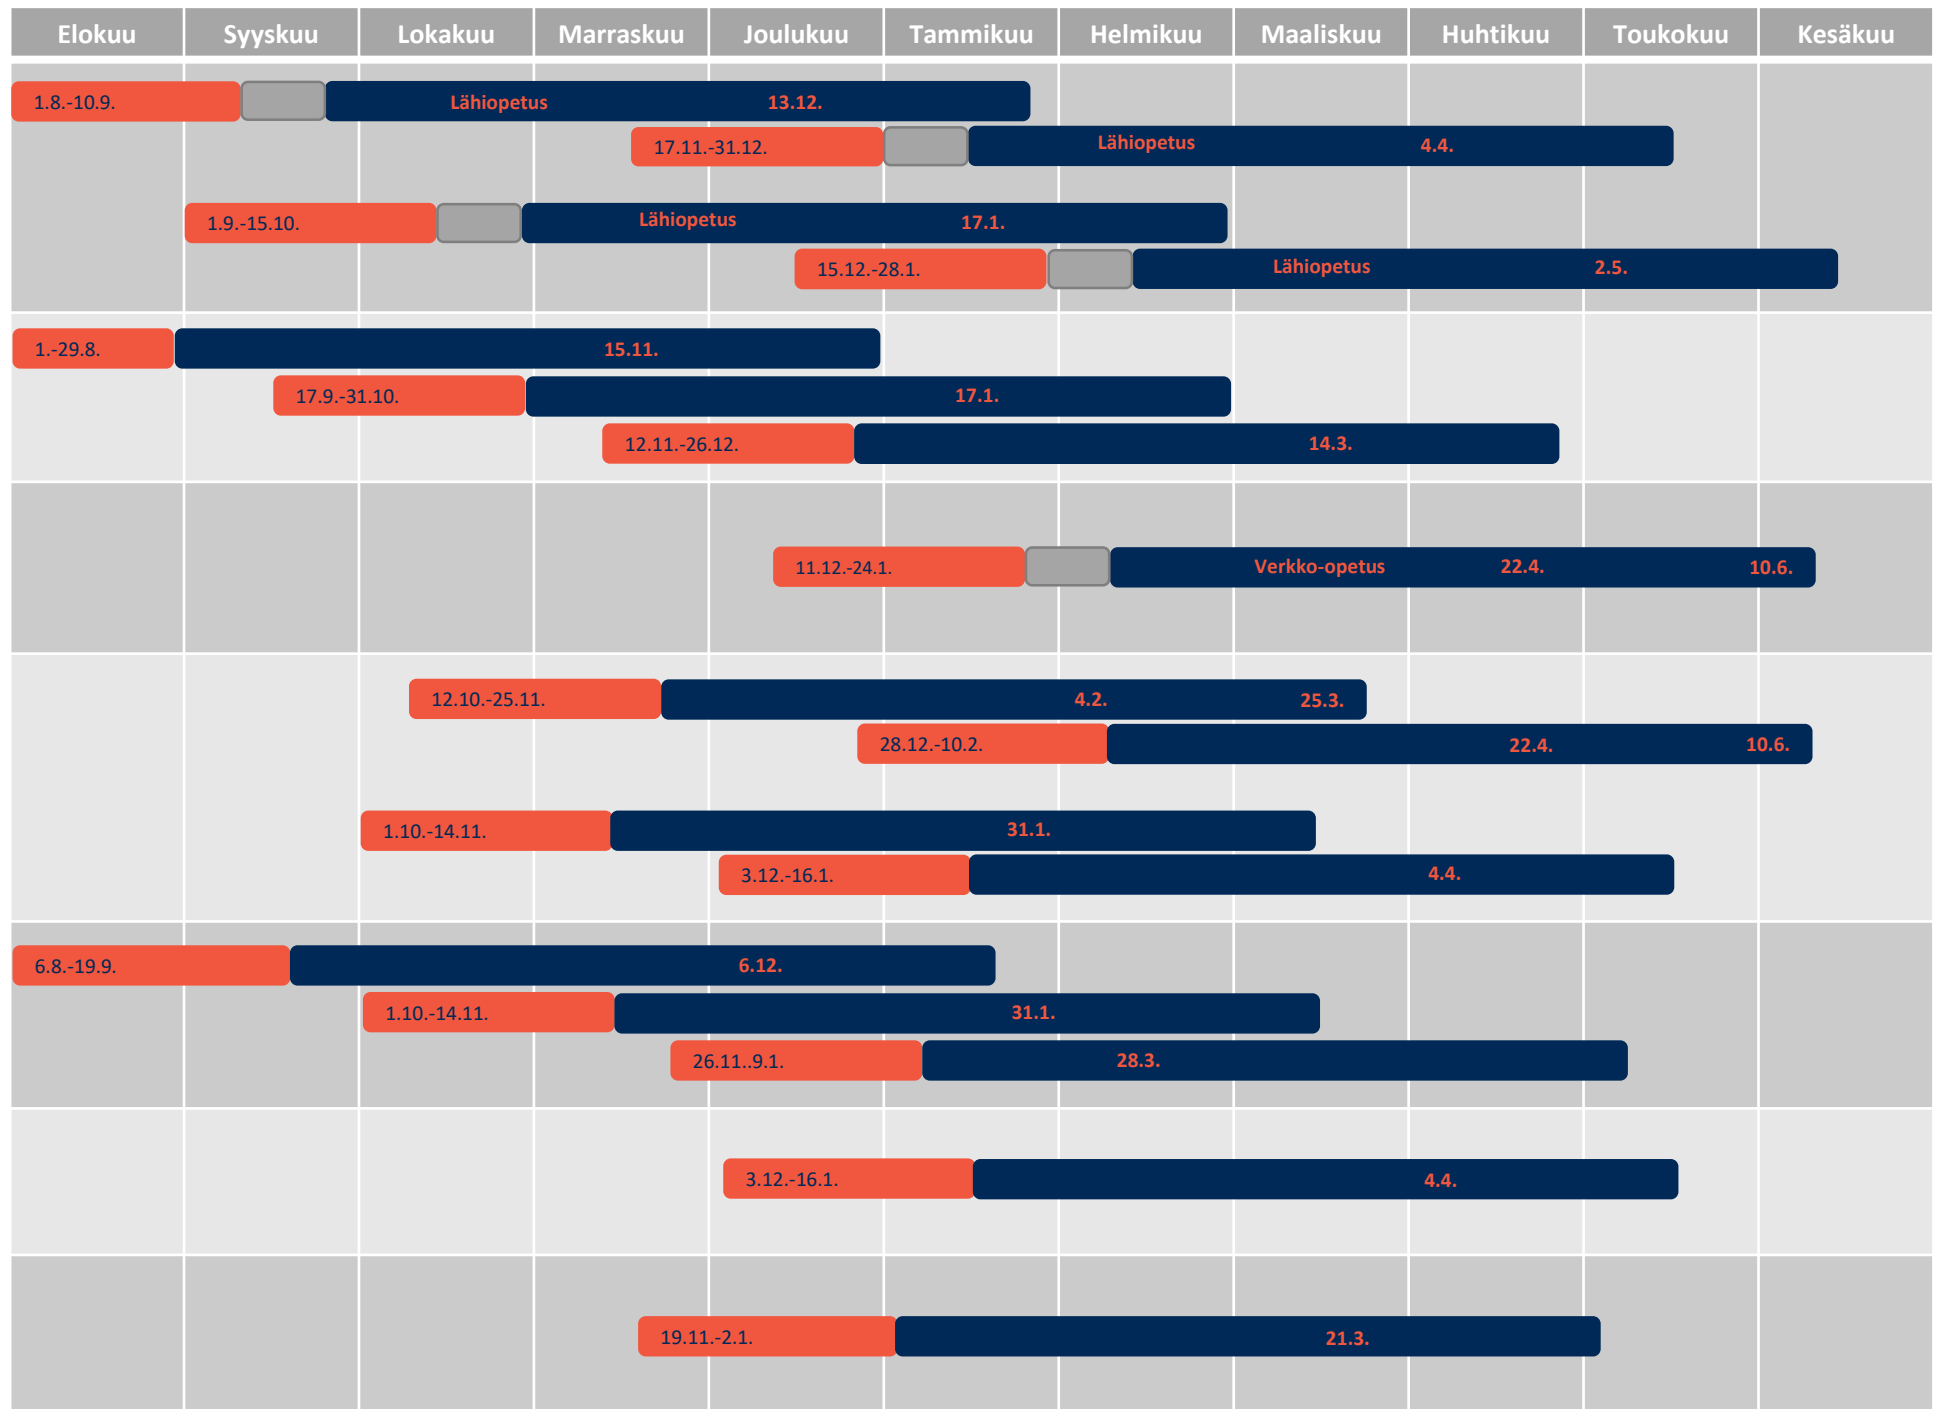 Elokuu Syyskuu Lokakuu Marraskuu Joulukuu Tammikuu Helmikuu Maaliskuu Huhtikuu Toukokuu Kesäkuu
1.8.-10.9. Lähiopetus 13.12.
17.11.-31.12. Lähiopetus 4.4.
1.9.-15.10. Lähiopetus 17.1.
15.12.-28.1. Lähiopetus 2.5.
1.-29.8. 15.11.
17.9.-31.10. 17.1.
12.11.-26.12. 14.3.
11.12.-24.1. Verkko-opetus 22.4. 10.6.
12.10.-25.11. 4.2. 25.3.
28.12.-10.2. 22.4. 10.6.
1.10.-14.11. 31.1.
3.12.-16.1. 4.4.
6.8.-19.9. 6.12.
1.10.-14.11. 31.1.
26.11..9.1. 28.3.
3.12.-16.1. 4.4.
19.11.-2.1. 21.3.